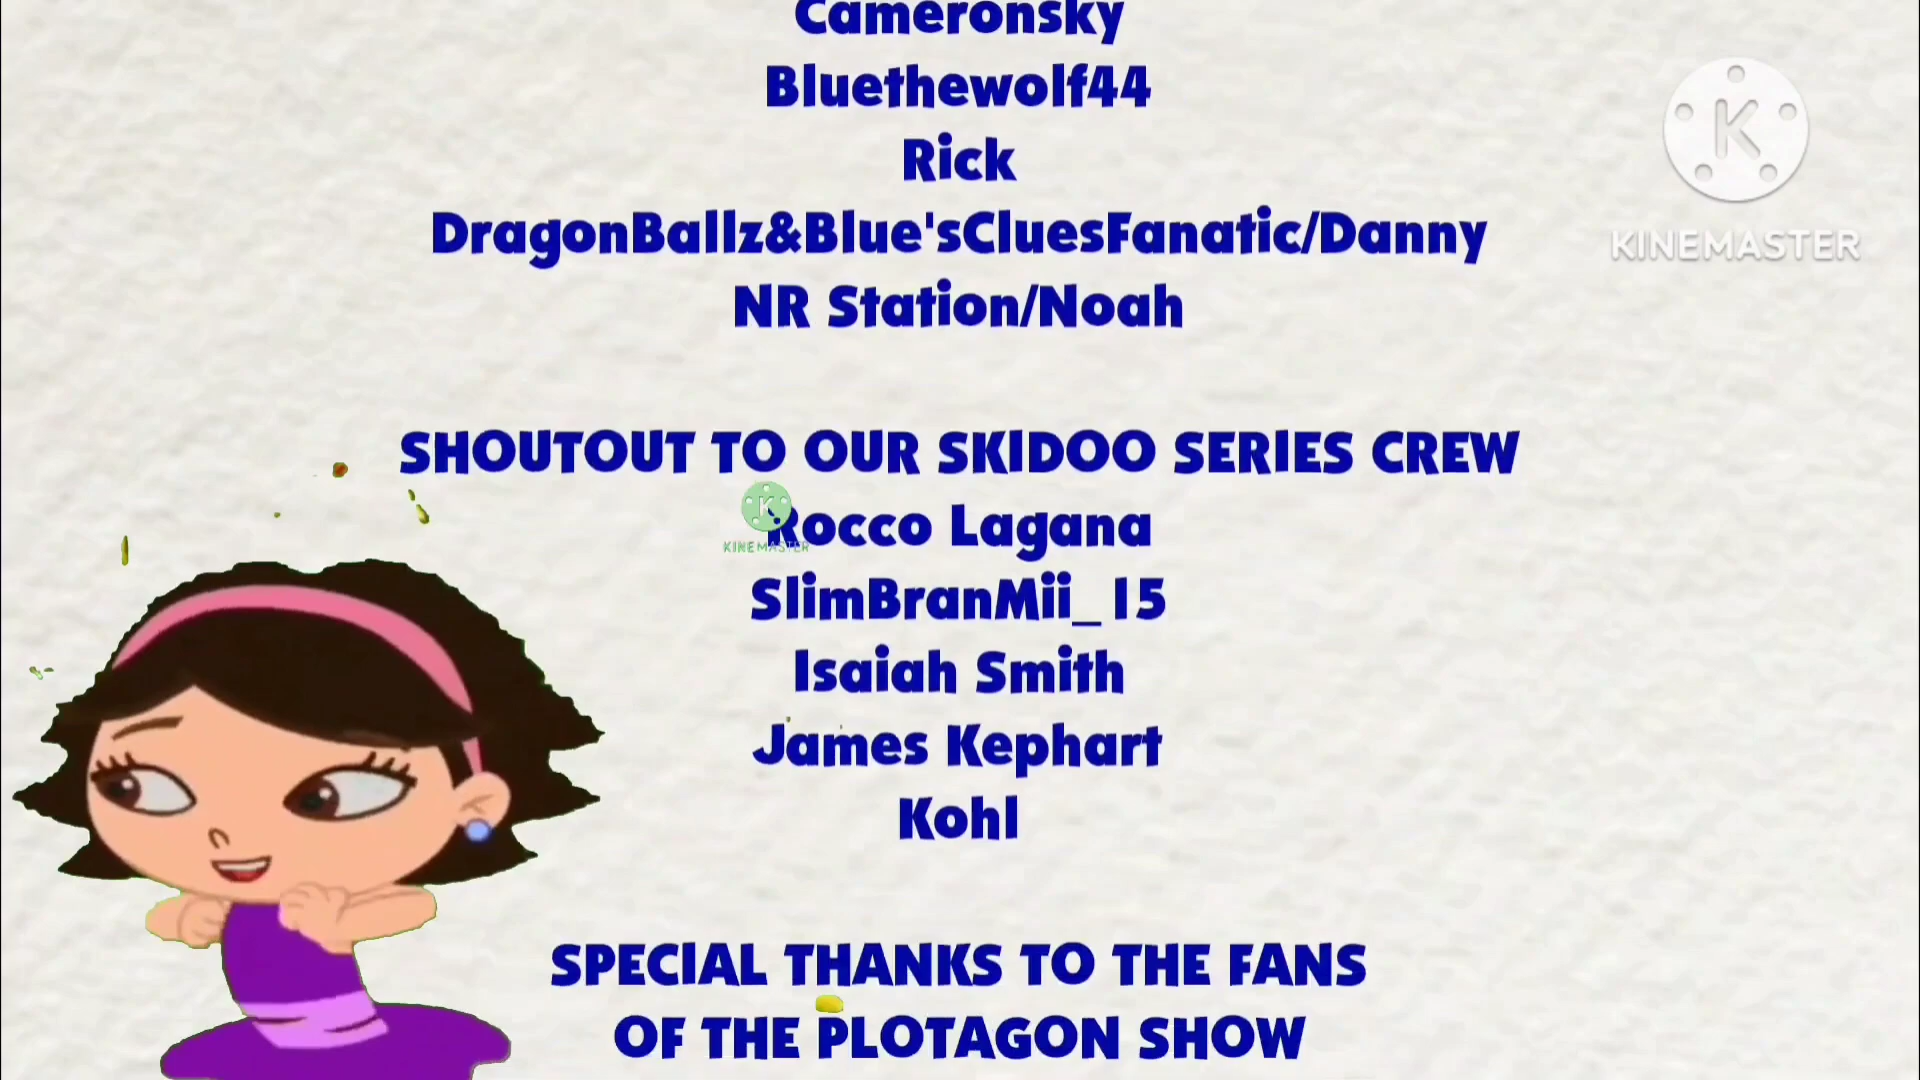 Cameronsky
Bluethewolf44
Rick
DragonBallz&Blue'sCluesFanatic/Danny
NR Station/Noah
K
KINEMASTER
SHOUTOUT TO OUR SKIDOO SERIES CREW
Rocco Lagana
K
KINEMASTER
SlimBranMii_15
Isaiah Smith
James Kephart
Kohl
SPECIAL THANKS TO THE FANS
OF THE PLOTAGON SHOW